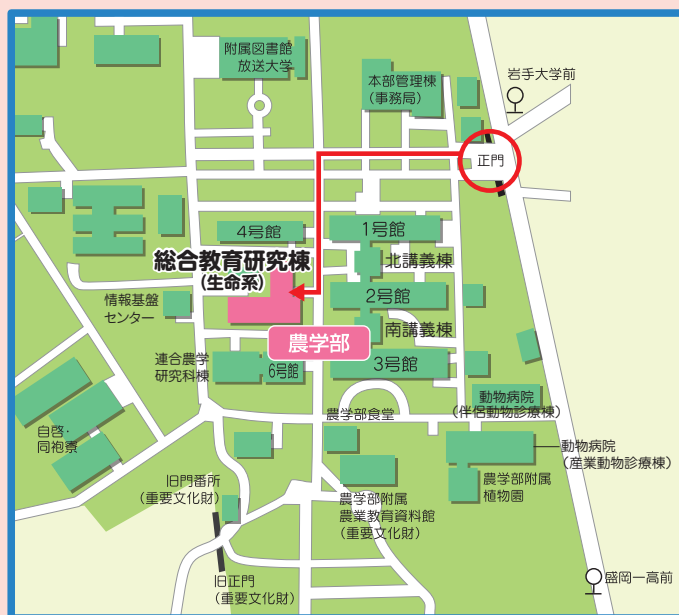 附属図書館
放送大学
本部管理棟
(事務局)
岩手大学前
正門
4号館
1号館
総合教育研究棟
(生命系)
北講義棟
2号館
情報基盤
センター
南講義棟
農学部
連合農学
研究科棟
6号館
3号館
動物病院
(伴侶動物診療棟)
農学部食堂
自啓·
同袍寮
動物病院
(産業動物診療棟)
旧門番所
(重要文化財)
農学部附属
植物園
農学部附属
農業教育資料館
(重要文化財)
旧正門
(重要文化財)
盛岡一高前